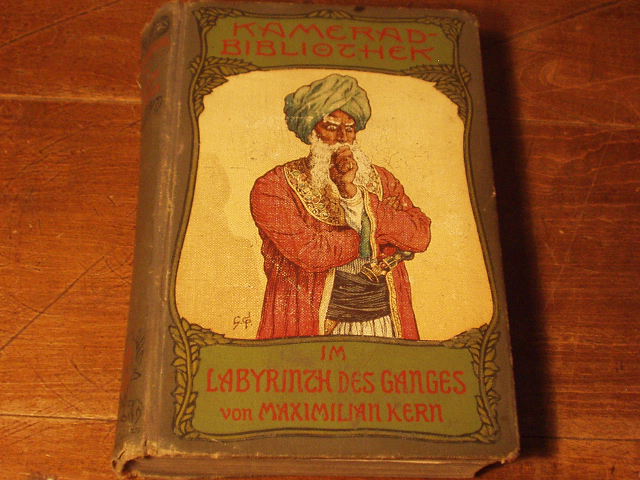 KAMERAD-
BIBLIOTHEK
IM
LABYRINTH DES GANGES
von MAXIMILIAN KERN